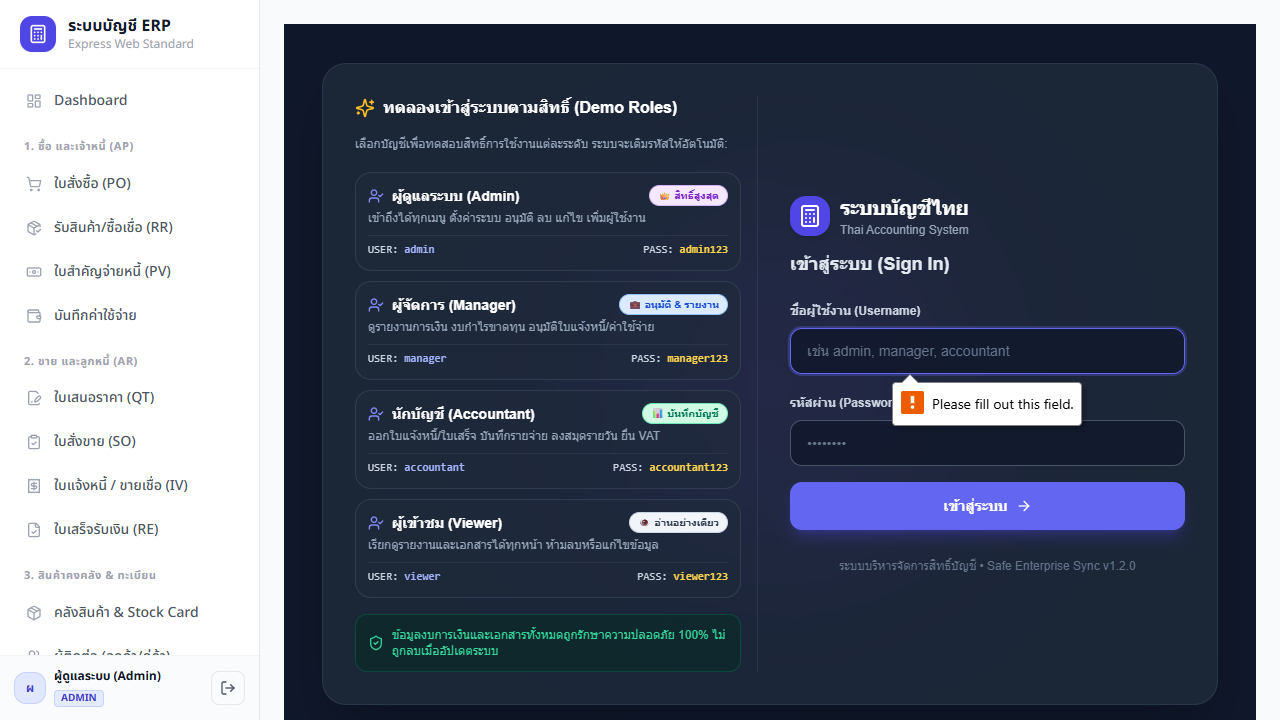 ระบบบัญชี ERP
Express Web Standard
Dashboard
1. ซื้อ และเจ้าหนี้ (AP)
ใบสั่งซื้อ (PO)
รับสินค้า/ซื้อเชื่อ (RR)
ใบสำคัญจ่ายหนี้ (PV)
บันทึกค่าใช้จ่าย
2. ขาย และลูกหนี้ (AR)
ใบเสนอราคา (QT)
ใบสั่งขาย (SO)
ใบแจ้งหนี้ / ขายเชื่อ (IV)
ใบเสร็จรับเงิน (RE)
3. สินค้าคงคลัง & ทะเบียน
คลังสินค้า & Stock Card
ผ
ผู้ดูแลระบบ (Admin)
ADMIN
ทดลองเข้าสู่ระบบตามสิทธิ์ (Demo Roles)
เลือกบัญชีเพื่อทดสอบสิทธิ์การใช้งานแต่ละระดับ ระบบจะเติมรหัสให้อัตโนมัติ:
ผู้ดูแลระบบ (Admin)
สิทธิ์สูงสุด
เข้าถึงได้ทุกเมนู ตั้งค่าระบบ อนุมัติ ลบ แก้ไข เพิ่มผู้ใช้งาน
USER: admin PASS: admin123
ผู้จัดการ (Manager)
อนุมัติ & รายงาน
ดูรายงานการเงิน งบกำไรขาดทุน อนุมัติใบแจ้งหนี้/ค่าใช้จ่าย
USER: manager PASS: manager123
นักบัญชี (Accountant)
บันทึกบัญชี
ออกใบแจ้งหนี้/ใบเสร็จ บันทึกรายจ่าย ลงสมุดรายวัน ยื่น VAT
USER: accountant PASS: accountant123
ผู้เข้าชม (Viewer)
อ่านอย่างเดียว
เรียกดูรายงานและเอกสารได้ทุกหน้า ห้ามลบหรือแก้ไขข้อมูล
USER: viewer PASS: viewer123
ข้อมูลงบการเงินและเอกสารทั้งหมดถูกรักษาความปลอดภัย 100% ไม่
ถูกลบเมื่ออัปเดตระบบ
ระบบบัญชีไทย
Thai Accounting System
เข้าสู่ระบบ (Sign In)
ชื่อผู้ใช้งาน (Username)
เช่น admin, manager, accountant
Please fill out this field.
รหัสผ่าน (Passwor
••••••••
เข้าสู่ระบบ
ระบบบริหารจัดการสิทธิ์บัญชี • Safe Enterprise Sync v1.2.0